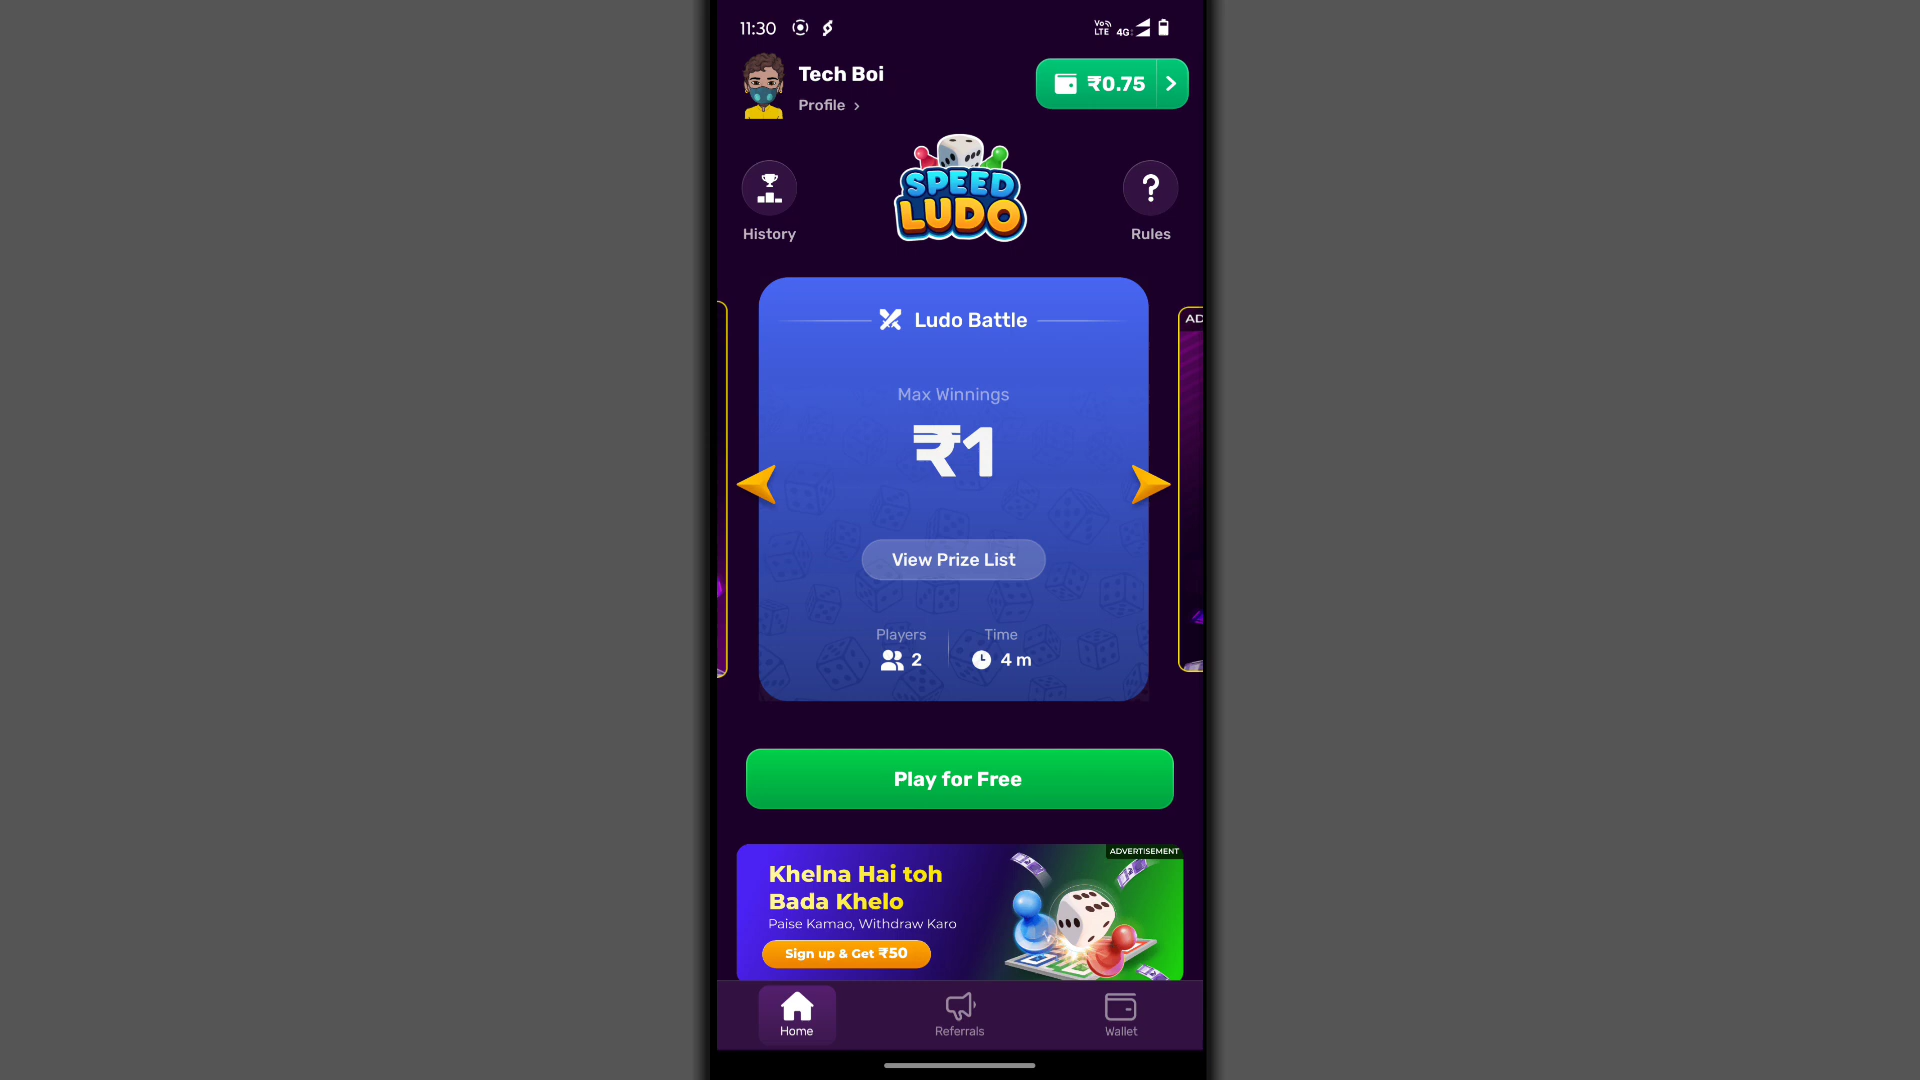 11:30
Vo
LTE
4G
Tech Boi
Profile
₹0.75
SPEED
LUDO
History
Rules
Ludo Battle
AD
Max Winnings
₹1
View Prize List
Players
Time
2
4 m
Play for Free
ADVERTISEMENT
Khelna Hai toh
Bada Khelo
Paise Kamao, Withdraw Karo
Sign up & Get ₹50
Home
Referrals
Wallet